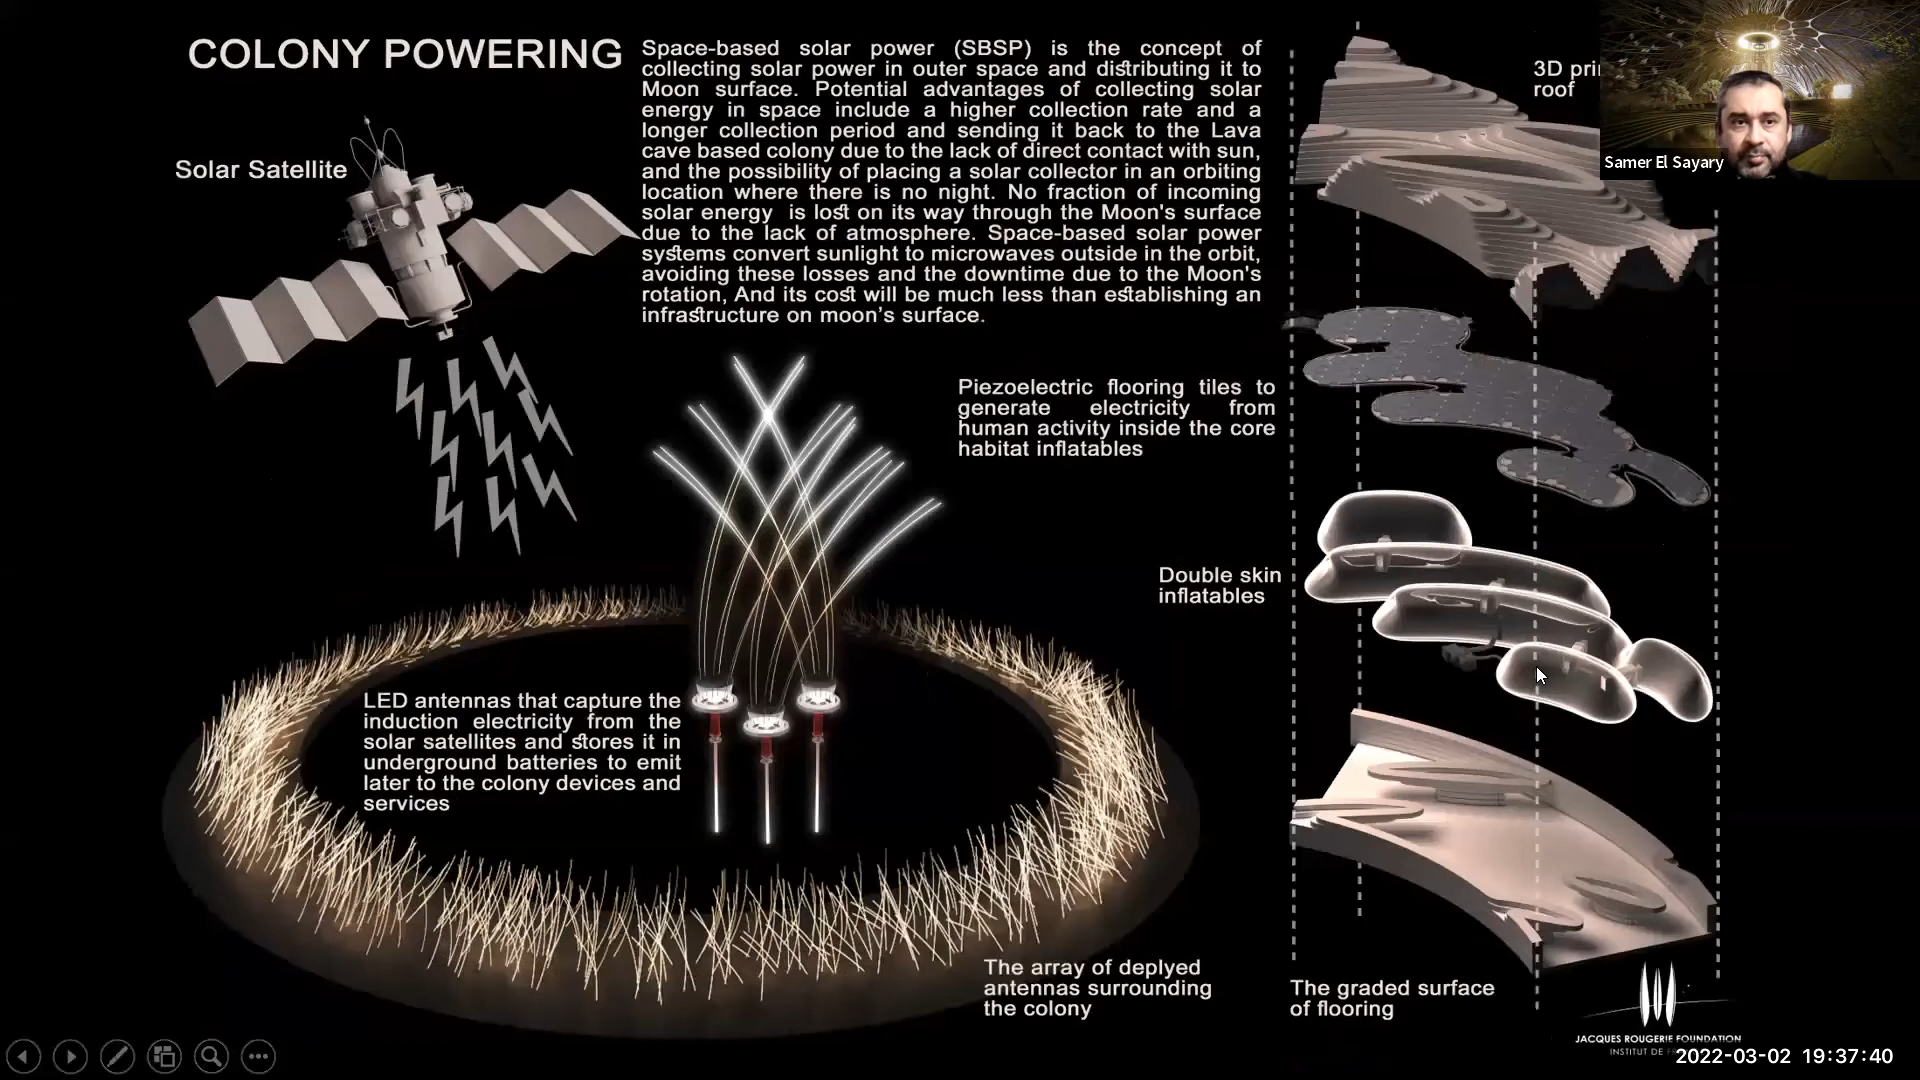 COLONY POWERING
Space-based solar power (SBSP) is the concept of
collecting solar power in outer space and distributing it to
Moon surface. Potential advantages of collecting solar
energy in space include a higher collection rate and a
longer collection period and sending it back to the Lava
cave based colony due to the lack of direct contact with sun,
and the possibility of placing a solar collector in an orbiting
location where there is no night. No fraction of incoming
solar energy is lost on its way through the Moon's surface
due to the lack of atmosphere. Space-based solar power
systems convert sunlight to microwaves outside in the orbit,
avoiding these losses and the downtime due to the Moon's
rotation, And its cost will be much less than establishing an
infrastructure on moon's surface.
Solar Satellite
3D
roof
Samer El Sayary
Piezoelectric flooring tiles to
generate electricity from
human activity inside the core
habitat inflatables
Double skin
inflatables
LED antennas that capture the
induction electricity from the
solar satellites and stores it in
underground batteries to emit
later to the colony devices and
services
The array of deplyed
antennas surrounding
the colony
The graded surface
of flooring
JACQUES ROUGERIE FOUNDATION
INSTITUT DE
2022-03-02 19:37:40